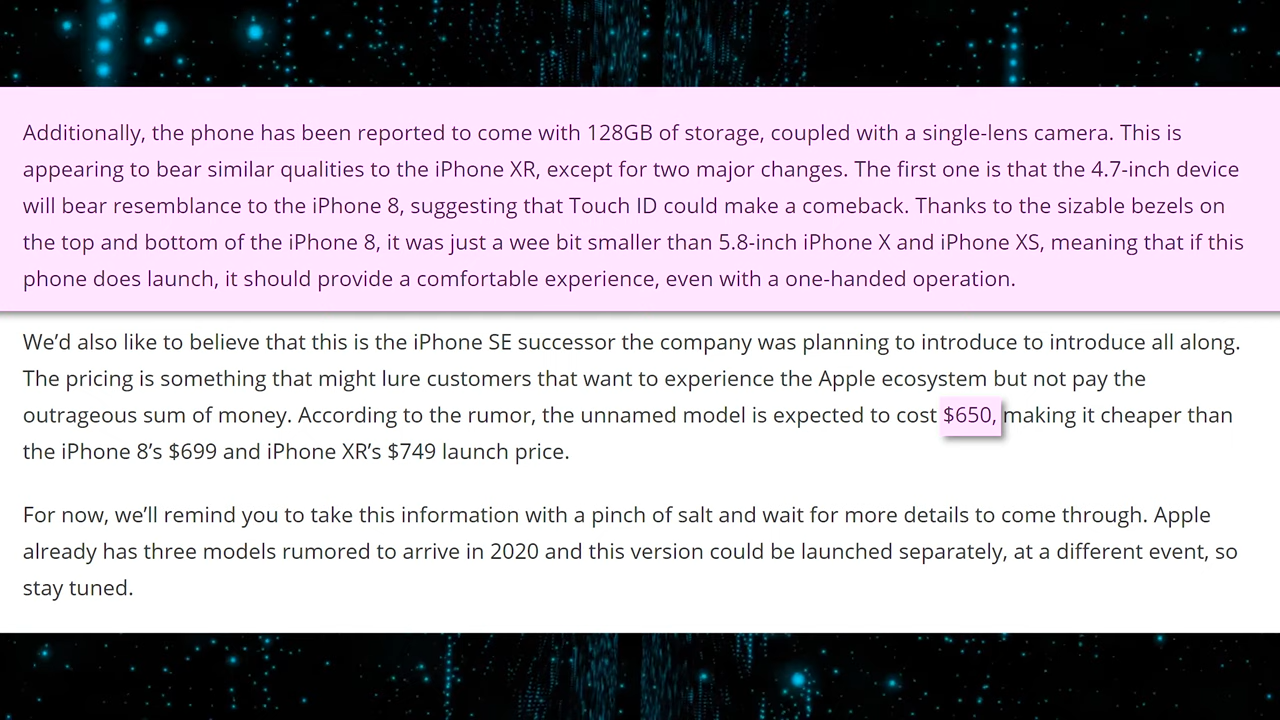 Additionally, the phone has been reported to come with 128GB of storage, coupled with a single-lens camera. This is
appearing to bear similar qualities to the iPhone XR, except for two major changes. The first one is that the 4.7-inch device
will bear resemblance to the iPhone 8, suggesting that Touch ID could make a comeback. Thanks to the sizable bezels on
the top and bottom of the iPhone 8, it was just a wee bit smaller than 5.8-inch iPhone X and iPhone XS, meaning that if this
phone does launch, it should provide a comfortable experience, even with a one-handed operation.
We’d also like to believe that this is the iPhone SE successor the company was planning to introduce to introduce all along.
The pricing is something that might lure customers that want to experience the Apple ecosystem but not pay the
outrageous sum of money. According to the rumor, the unnamed model is expected to cost $650, making it cheaper than
the iPhone 8’s $699 and iPhone XR’s $749 launch price.
For now, we’ll remind you to take this information with a pinch of salt and wait for more details to come through. Apple
already has three models rumored to arrive in 2020 and this version could be launched separately, at a different event, so
stay tuned.